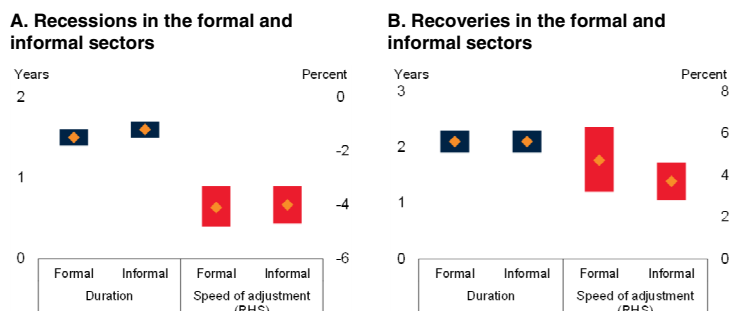 A. Recessions in the formal and
informal sectors
Years
Percent
2
1
0
0
-2
-4
-6
Formal
Informal
Formal
Informal
Duration
Speed of adjustment
(RHS)
B. Recoveries in the formal and
informal sectors
Years
Percent
3
2
1
0
8
6
4
2
0
Formal
Informal
Formal
Informal
Duration
Speed of adjustment
(RHS)